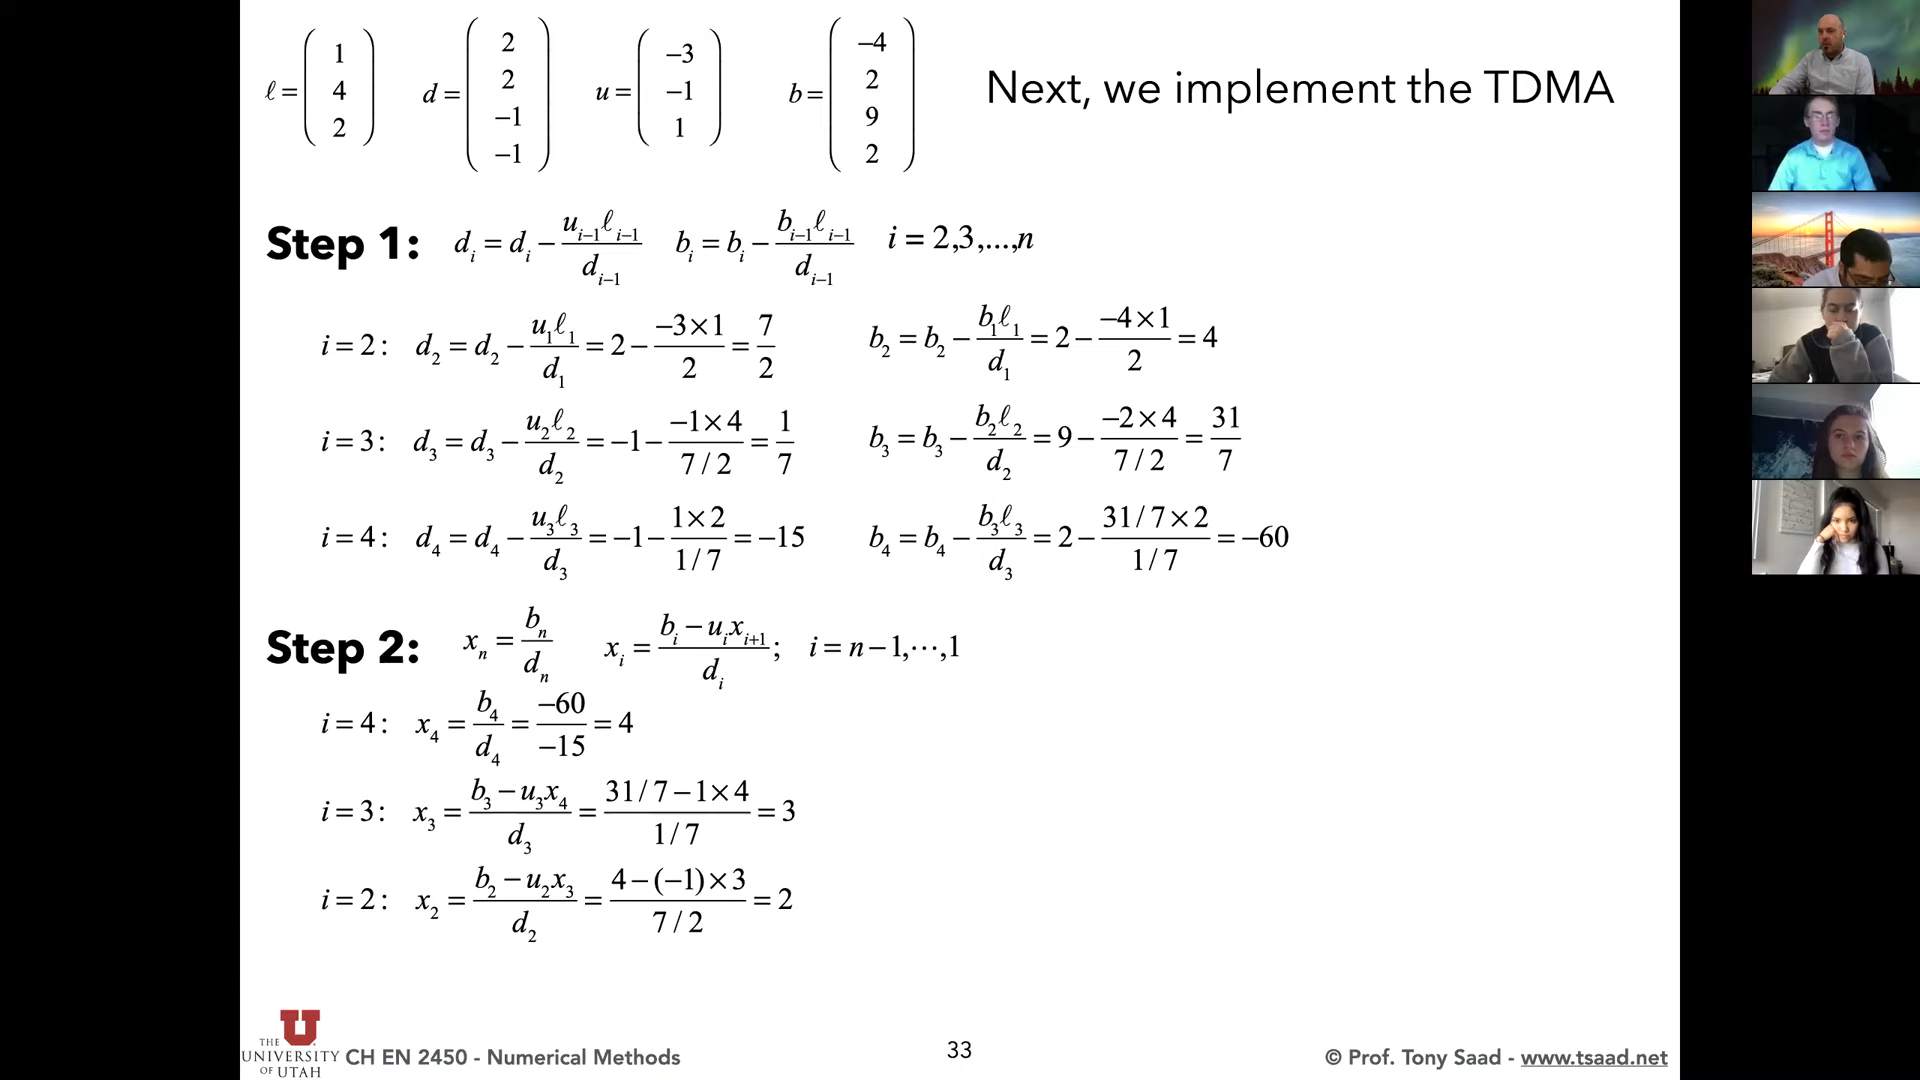 ℓ = ( 1 4 2 ) d = ( 2 2 −1 −1 ) u = ( −3 −1 1 ) b = ( −4 2 9 2 ) Next, we implement the TDMA
Step 1: d_i = d_i − u_{i−1}ℓ_{i−1} / d_{i−1} b_i = b_i − b_{i−1}ℓ_{i−1} / d_{i−1} i = 2,3,...,n
i = 2: d_2 = d_2 − u_1ℓ_1 / d_1 = 2 − −3×1 / 2 = 7 / 2 b_2 = b_2 − b_1ℓ_1 / d_1 = 2 − −4×1 / 2 = 4
i = 3: d_3 = d_3 − u_2ℓ_2 / d_2 = −1 − −1×4 / 7/2 = 1 / 7 b_3 = b_3 − b_2ℓ_2 / d_2 = 9 − −2×4 / 7/2 = 31 / 7
i = 4: d_4 = d_4 − u_3ℓ_3 / d_3 = −1 − 1×2 / 1/7 = −15 b_4 = b_4 − b_3ℓ_3 / d_3 = 2 − 31/7×2 / 1/7 = −60
Step 2: x_n = b_n / d_n x_i = b_i − u_i x_{i+1} / d_i ; i = n−1,⋯,1
i = 4: x_4 = b_4 / d_4 = −60 / −15 = 4
i = 3: x_3 = b_3 − u_3x_4 / d_3 = 31/7 − 1×4 / 1/7 = 3
i = 2: x_2 = b_2 − u_2x_3 / d_2 = 4 − (−1)×3 / 7/2 = 2
THE
UNIVERSITY
OF UTAH
CH EN 2450 - Numerical Methods
33
© Prof. Tony Saad - www.tsaad.net